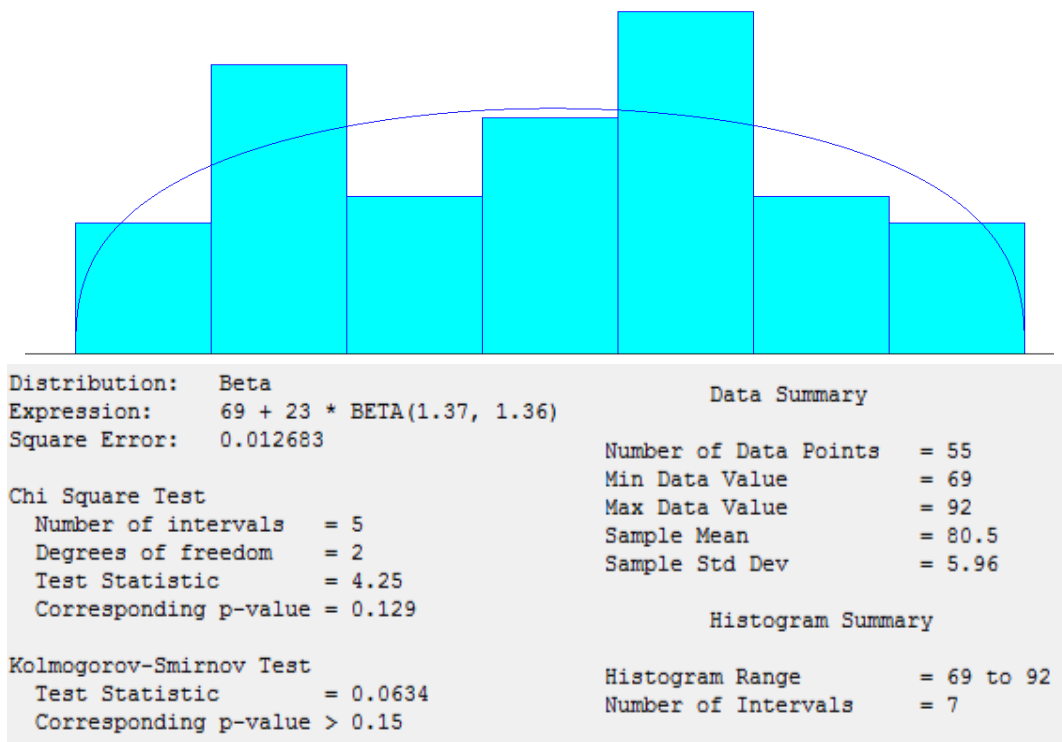 Distribution: Beta
Expression: 69 + 23 * BETA(1.37, 1.36)
Square Error: 0.012683
Chi Square Test
Number of intervals = 5
Degrees of freedom = 2
Test Statistic = 4.25
Corresponding p-value = 0.129
Kolmogorov-Smirnov Test
Test Statistic = 0.0634
Corresponding p-value > 0.15
Data Summary
Number of Data Points = 55
Min Data Value = 69
Max Data Value = 92
Sample Mean = 80.5
Sample Std Dev = 5.96
Histogram Summary
Histogram Range = 69 to 92
Number of Intervals = 7